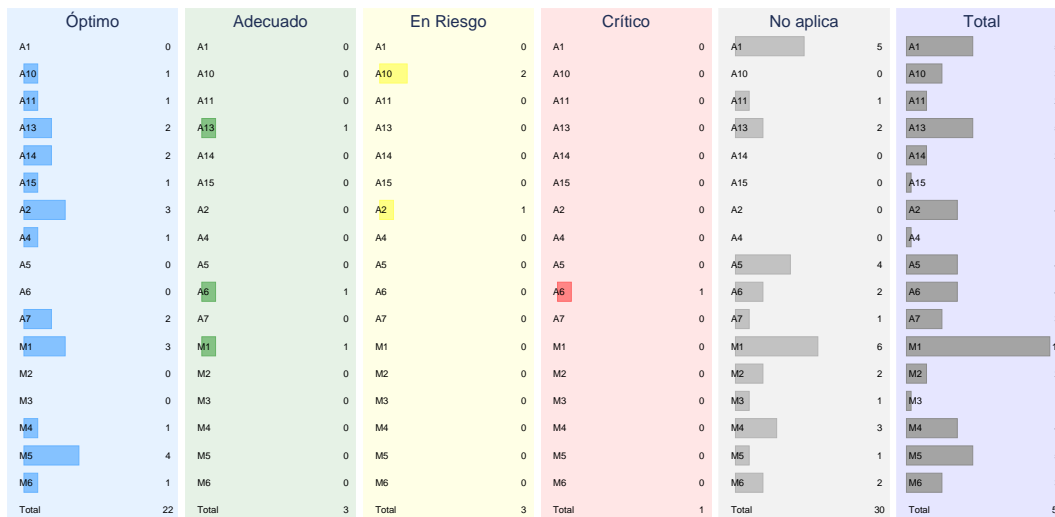 Óptimo Adecuado En Riesgo Crítico No aplica Total
A1 0 A1 0 A1 0 A1 0 A1 5 A1
A10 1 A10 0 A10 2 A10 0 A10 0 A10
A11 1 A11 0 A11 0 A11 0 A11 1 A11
A13 2 A13 1 A13 0 A13 0 A13 2 A13
A14 2 A14 0 A14 0 A14 0 A14 0 A14
A15 1 A15 0 A15 0 A15 0 A15 0 A15
A2 3 A2 0 A2 1 A2 0 A2 0 A2
A4 1 A4 0 A4 0 A4 0 A4 0 A4
A5 0 A5 0 A5 0 A5 0 A5 4 A5
A6 0 A6 1 A6 0 A6 1 A6 2 A6
A7 2 A7 0 A7 0 A7 0 A7 1 A7
M1 3 M1 1 M1 0 M1 0 M1 6 M1
M2 0 M2 0 M2 0 M2 0 M2 2 M2
M3 0 M3 0 M3 0 M3 0 M3 1 M3
M4 1 M4 0 M4 0 M4 0 M4 3 M4
M5 4 M5 0 M5 0 M5 0 M5 1 M5
M6 1 M6 0 M6 0 M6 0 M6 2 M6
Total 22 Total 3 Total 3 Total 1 Total 30 Total